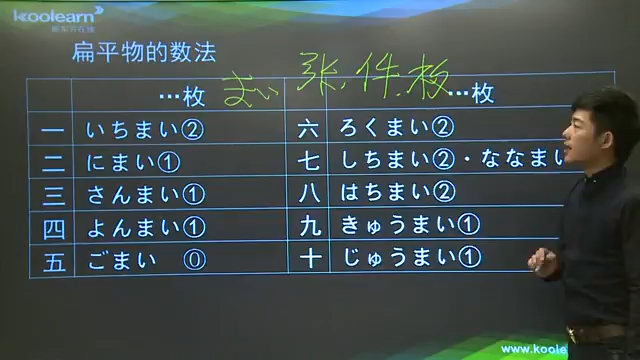 koolearn
新东方在线
扁平物的数法
まい 张、件、枚
…枚 …枚
一 いちまい② 六 ろくまい②
二 にまい① 七 しちまい②・ななまい
三 さんまい① 八 はちまい②
四 よんまい① 九 きゅうまい①
五 ごまい ⓪ 十 じゅうまい①
www.koolea